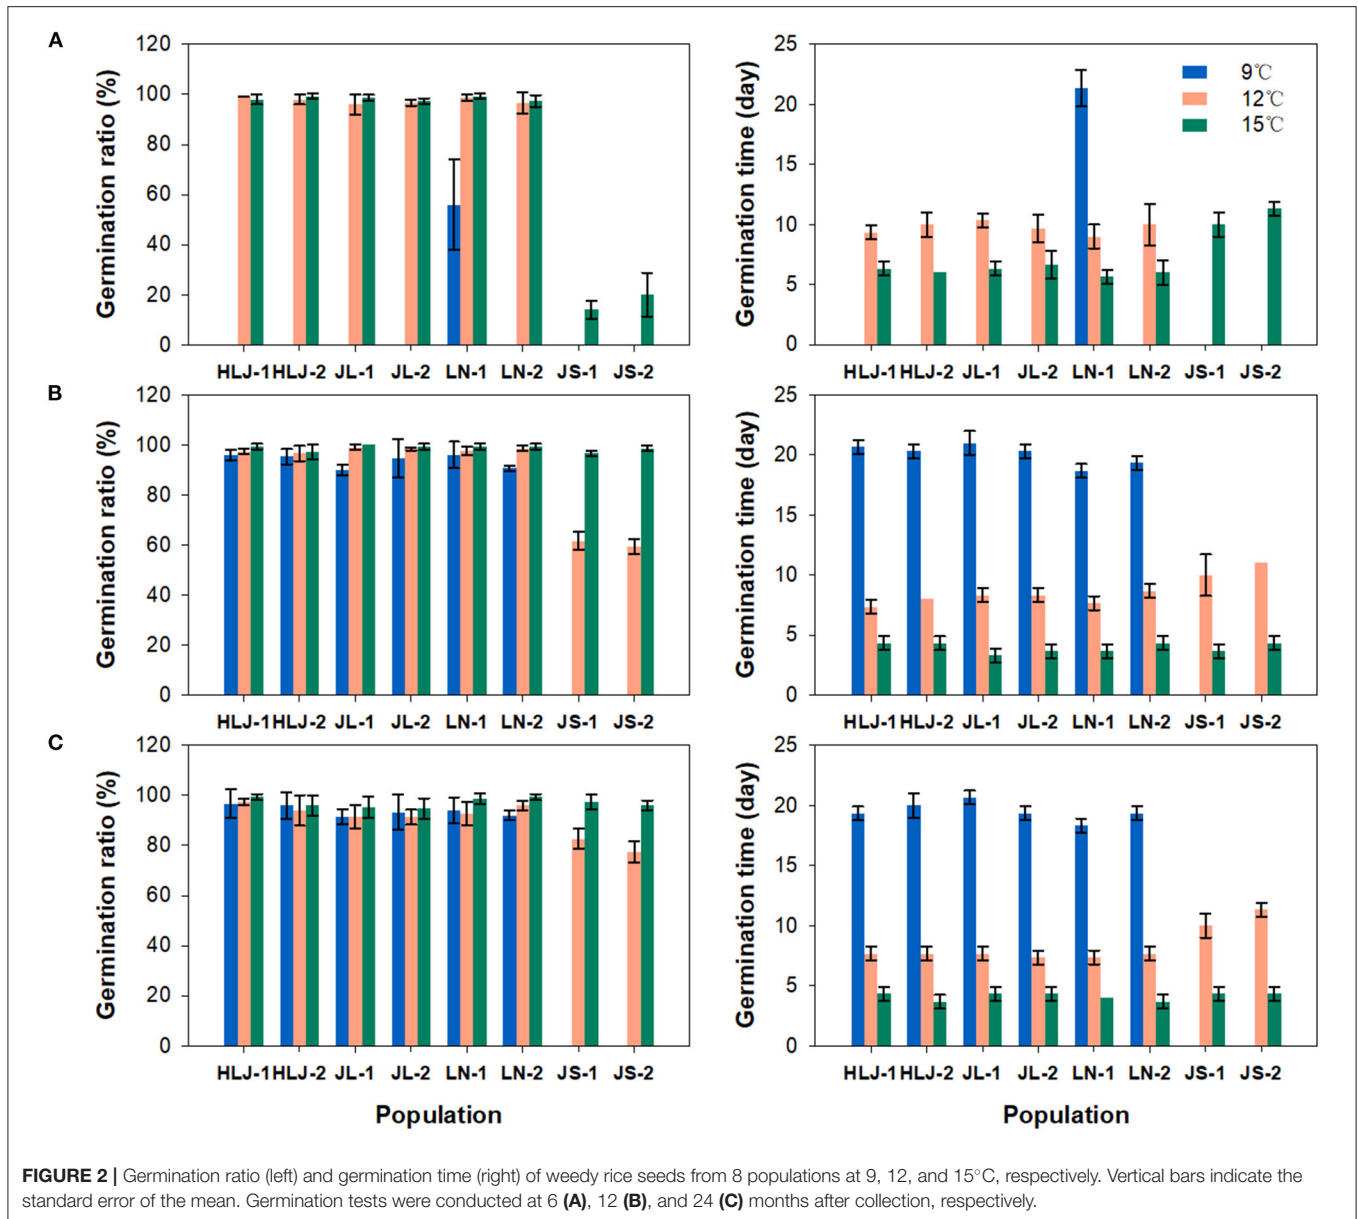 A
120
100
80
60
40
20
0
Germination ratio (%)
HLJ-1 HLJ-2 JL-1 JL-2 LN-1 LN-2 JS-1 JS-2
25
20
15
10
5
0
Germination time (day)
9℃
12℃
15℃
HLJ-1 HLJ-2 JL-1 JL-2 LN-1 LN-2 JS-1 JS-2
B
120
100
80
60
40
20
0
Germination ratio (%)
HLJ-1 HLJ-2 JL-1 JL-2 LN-1 LN-2 JS-1 JS-2
25
20
15
10
5
0
Germination time (day)
HLJ-1 HLJ-2 JL-1 JL-2 LN-1 LN-2 JS-1 JS-2
C
120
100
80
60
40
20
0
Germination ratio (%)
HLJ-1 HLJ-2 JL-1 JL-2 LN-1 LN-2 JS-1 JS-2
Population
25
20
15
10
5
0
Germination time (day)
HLJ-1 HLJ-2 JL-1 JL-2 LN-1 LN-2 JS-1 JS-2
Population
FIGURE 2 | Germination ratio (left) and germination time (right) of weedy rice seeds from 8 populations at 9, 12, and 15°C, respectively. Vertical bars indicate the
standard error of the mean. Germination tests were conducted at 6 (A), 12 (B), and 24 (C) months after collection, respectively.